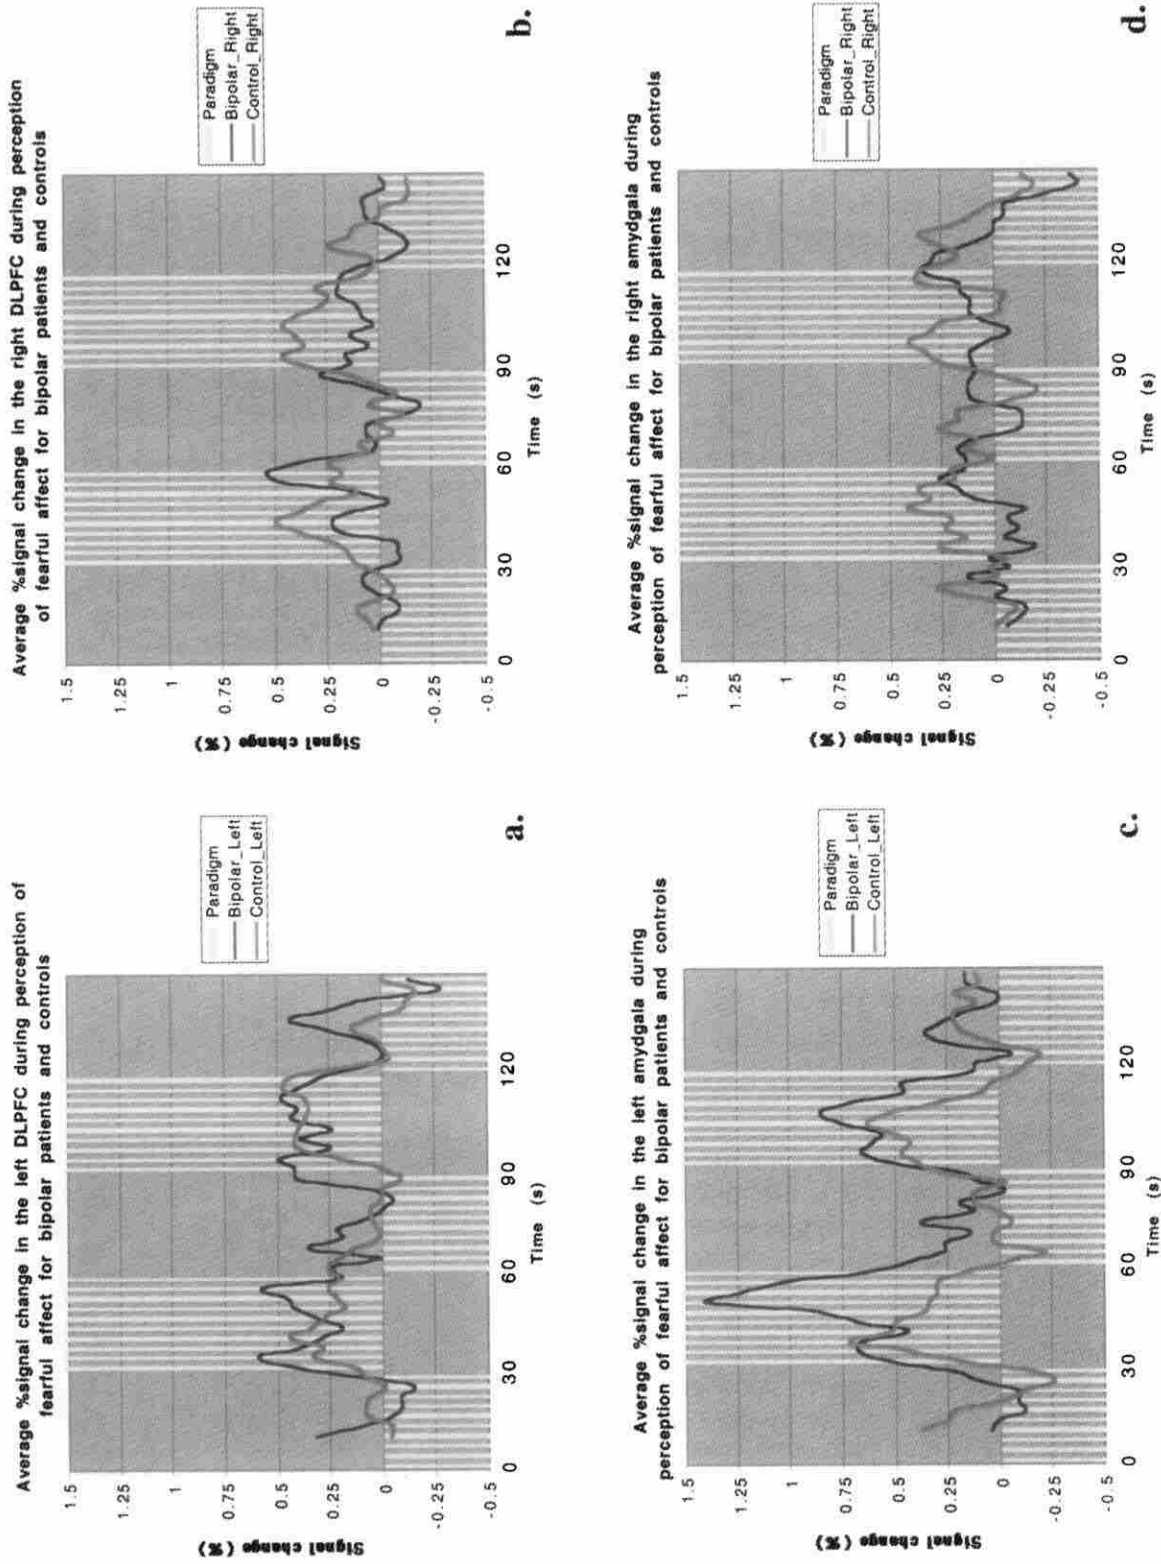 Average %signal change in the left DLPFC during perception of
fearful affect for bipolar patients and controls
Paradigm
Bipolar_Left
Control_Left
1.5
1.25
1
0.75
0.5
0.25
0
-0.25
-0.5
Signal change (%)
0
30
60
90
120
Time (s)
a.
Average %signal change in the right DLPFC during perception
of fearful affect for bipolar patients and controls
Paradigm
Bipolar_Right
Control_Right
1.5
1.25
1
0.75
0.5
0.25
0
-0.25
-0.5
Signal change (%)
0
30
60
90
120
Time (s)
b.
Average %signal change in the left amydgala during
perception of fearful affect for bipolar patients and controls
Paradigm
Bipolar_Left
Control_Left
1.5
1.25
1
0.75
0.5
0.25
0
-0.25
-0.5
Signal change (%)
0
30
60
90
120
Time (s)
c.
Average %signal change in the right amydgala during
perception of fearful affect for bipolar patients and controls
Paradigm
Bipolar_Right
Control_Right
1.5
1.25
1
0.75
0.5
0.25
0
-0.25
-0.5
Signal change (%)
0
30
60
90
120
Time (s)
d.